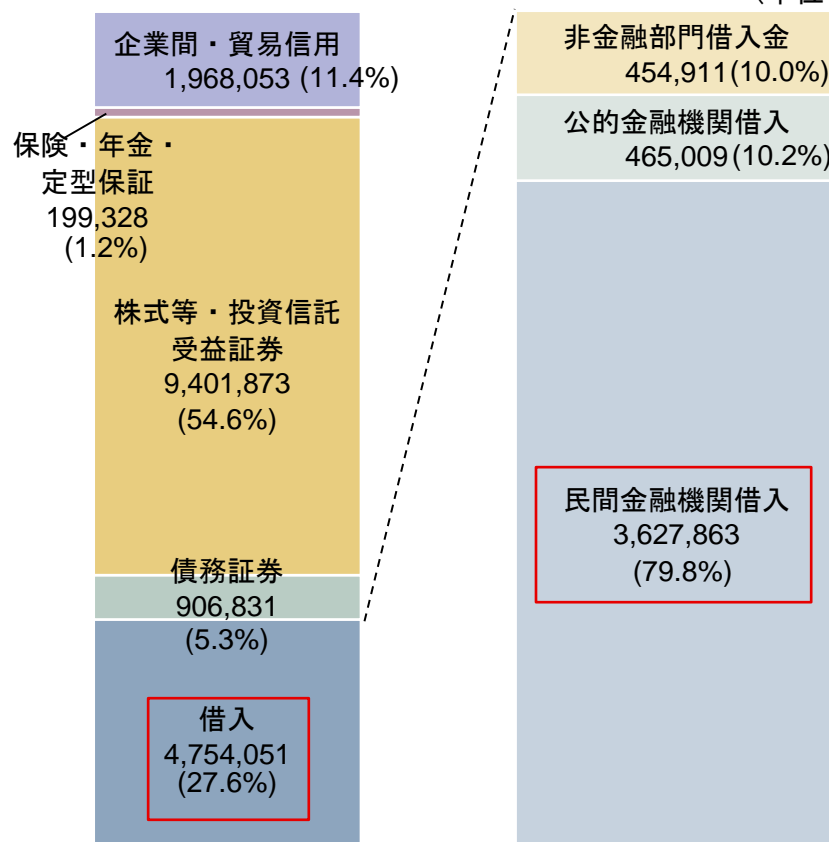 企業間・貿易信用
1,968,053 (11.4%)
保険・年金・
定型保証
199,328
(1.2%)
株式等・投資信託
受益証券
9,401,873
(54.6%)
債務証券
906,831
(5.3%)
借入
4,754,051
(27.6%)
非金融部門借入金
454,911(10.0%)
公的金融機関借入
465,009(10.2%)
民間金融機関借入
3,627,863
(79.8%)